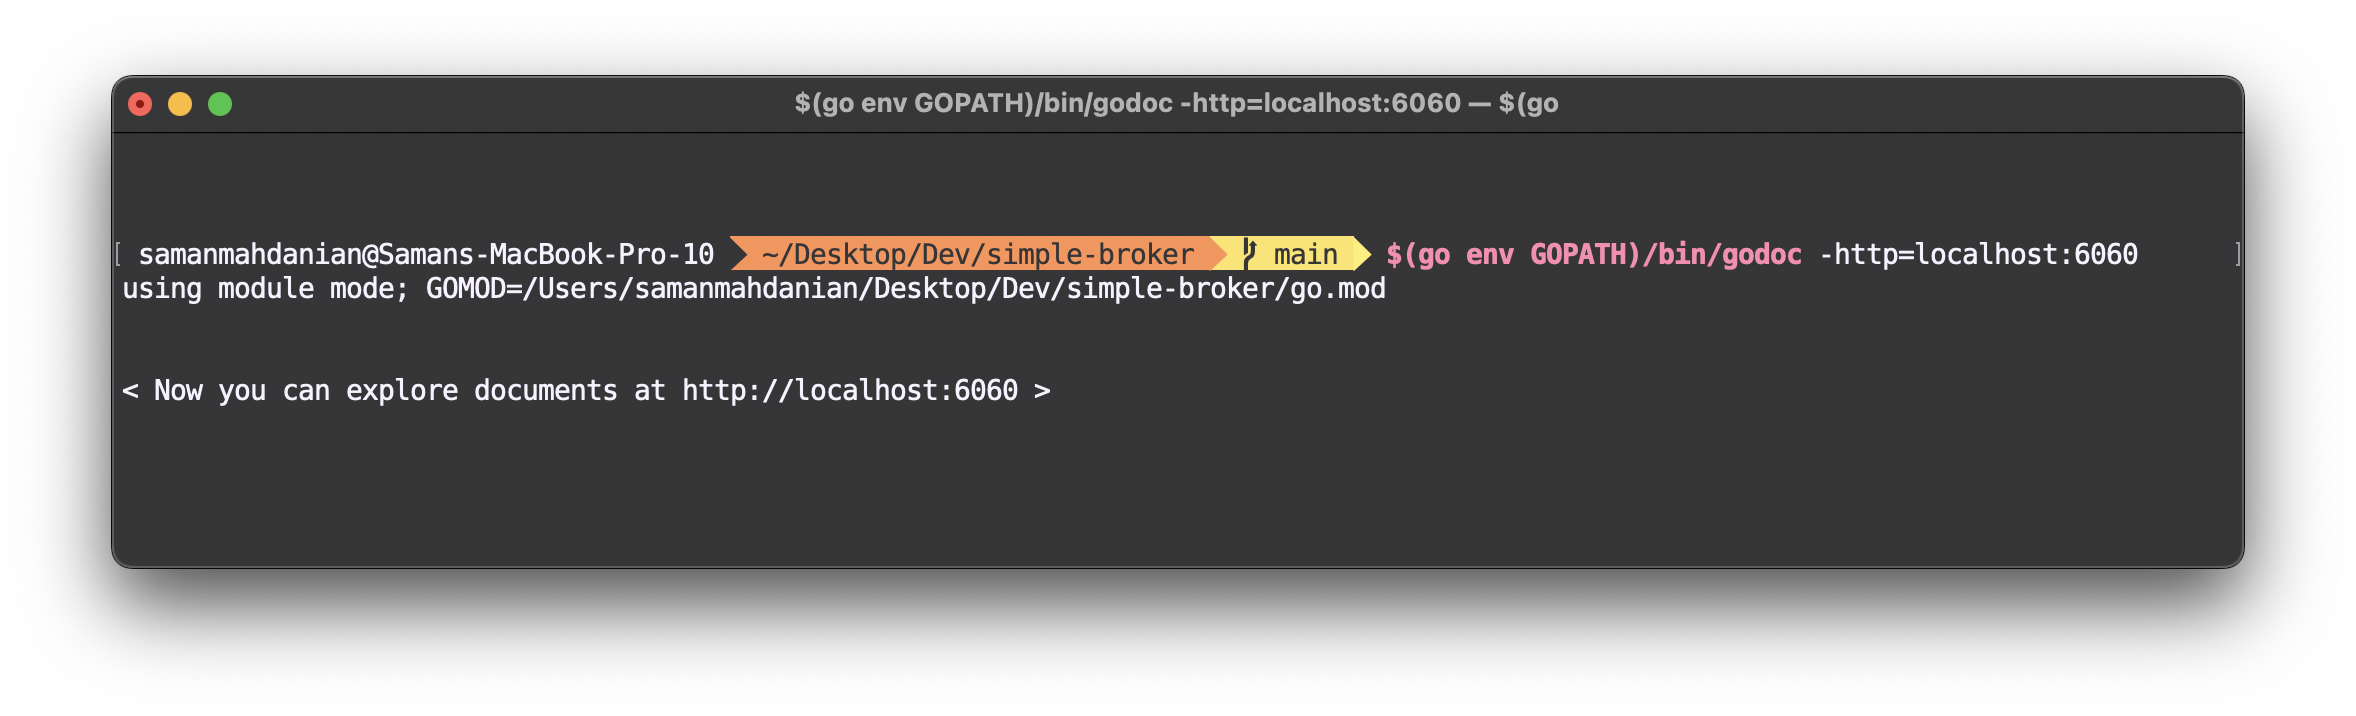 $(go env GOPATH)/bin/godoc -http=localhost:6060 — $(go
[ samanmahdanian@Samans-MacBook-Pro-10 ~/Desktop/Dev/simple-broker main $(go env GOPATH)/bin/godoc -http=localhost:6060 ]
using module mode; GOMOD=/Users/samanmahdanian/Desktop/Dev/simple-broker/go.mod
< Now you can explore documents at http://localhost:6060 >